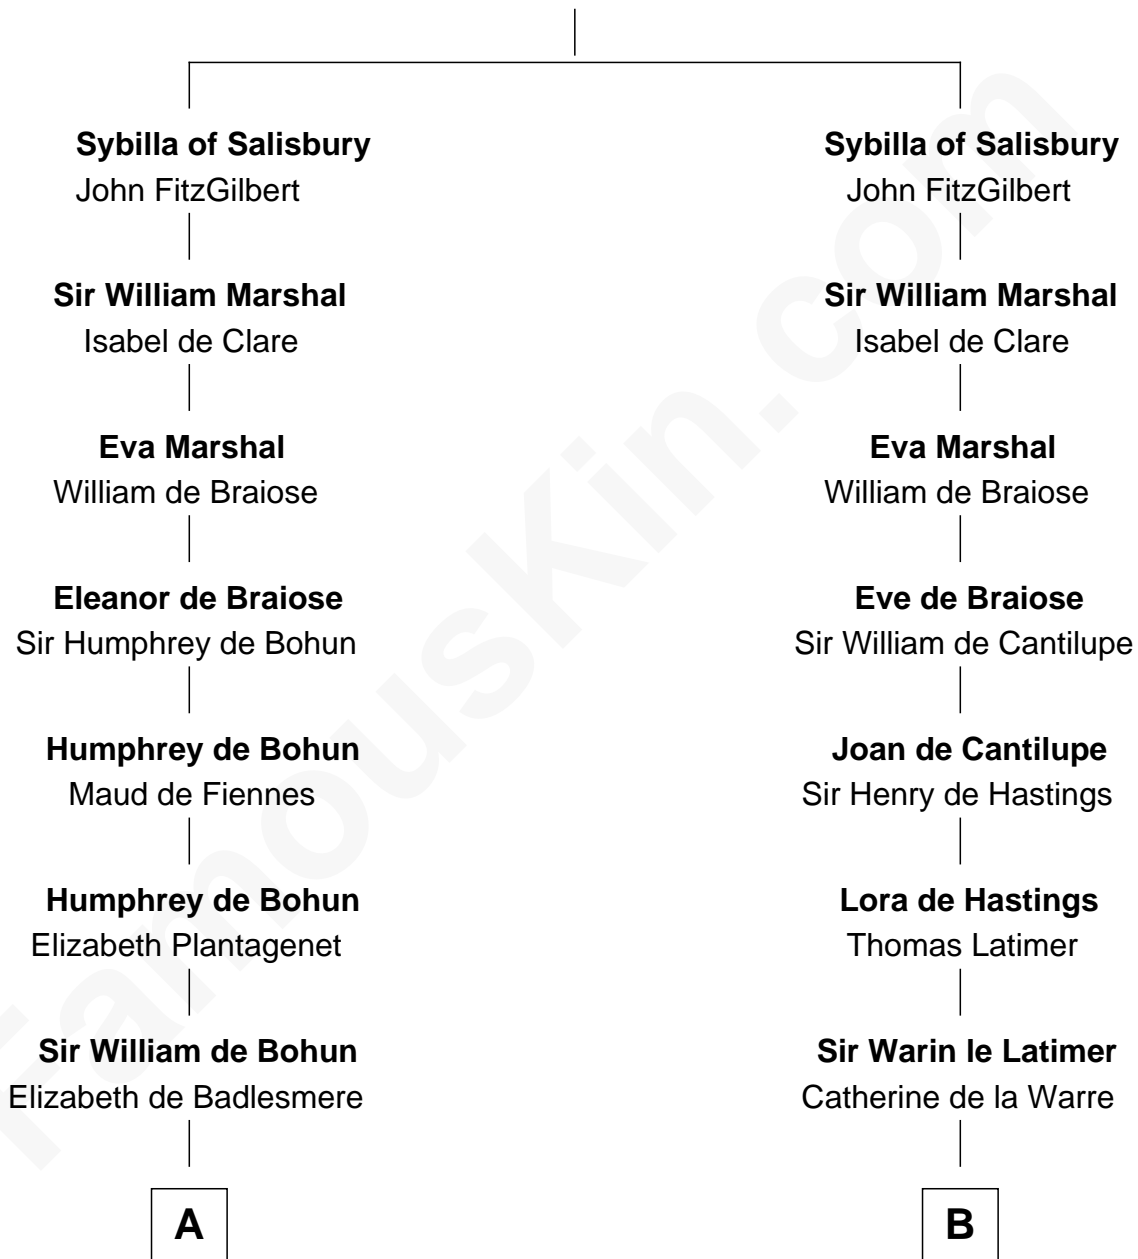 Sybilla of Salisbury
John FitzGilbert
Sir William Marshal
Isabel de Clare
Eva Marshal
William de Braiose
Eleanor de Braiose
Sir Humphrey de Bohun
Humphrey de Bohun
Maud de Fiennes
Humphrey de Bohun
Elizabeth Plantagenet
Sir William de Bohun
Elizabeth de Badlesmere
A
Sybilla of Salisbury
John FitzGilbert
Sir William Marshal
Isabel de Clare
Eva Marshal
William de Braiose
Eve de Braiose
Sir William de Cantilupe
Joan de Cantilupe
Sir Henry de Hastings
Lora de Hastings
Thomas Latimer
Sir Warin le Latimer
Catherine de la Warre
B
FamousKin.com